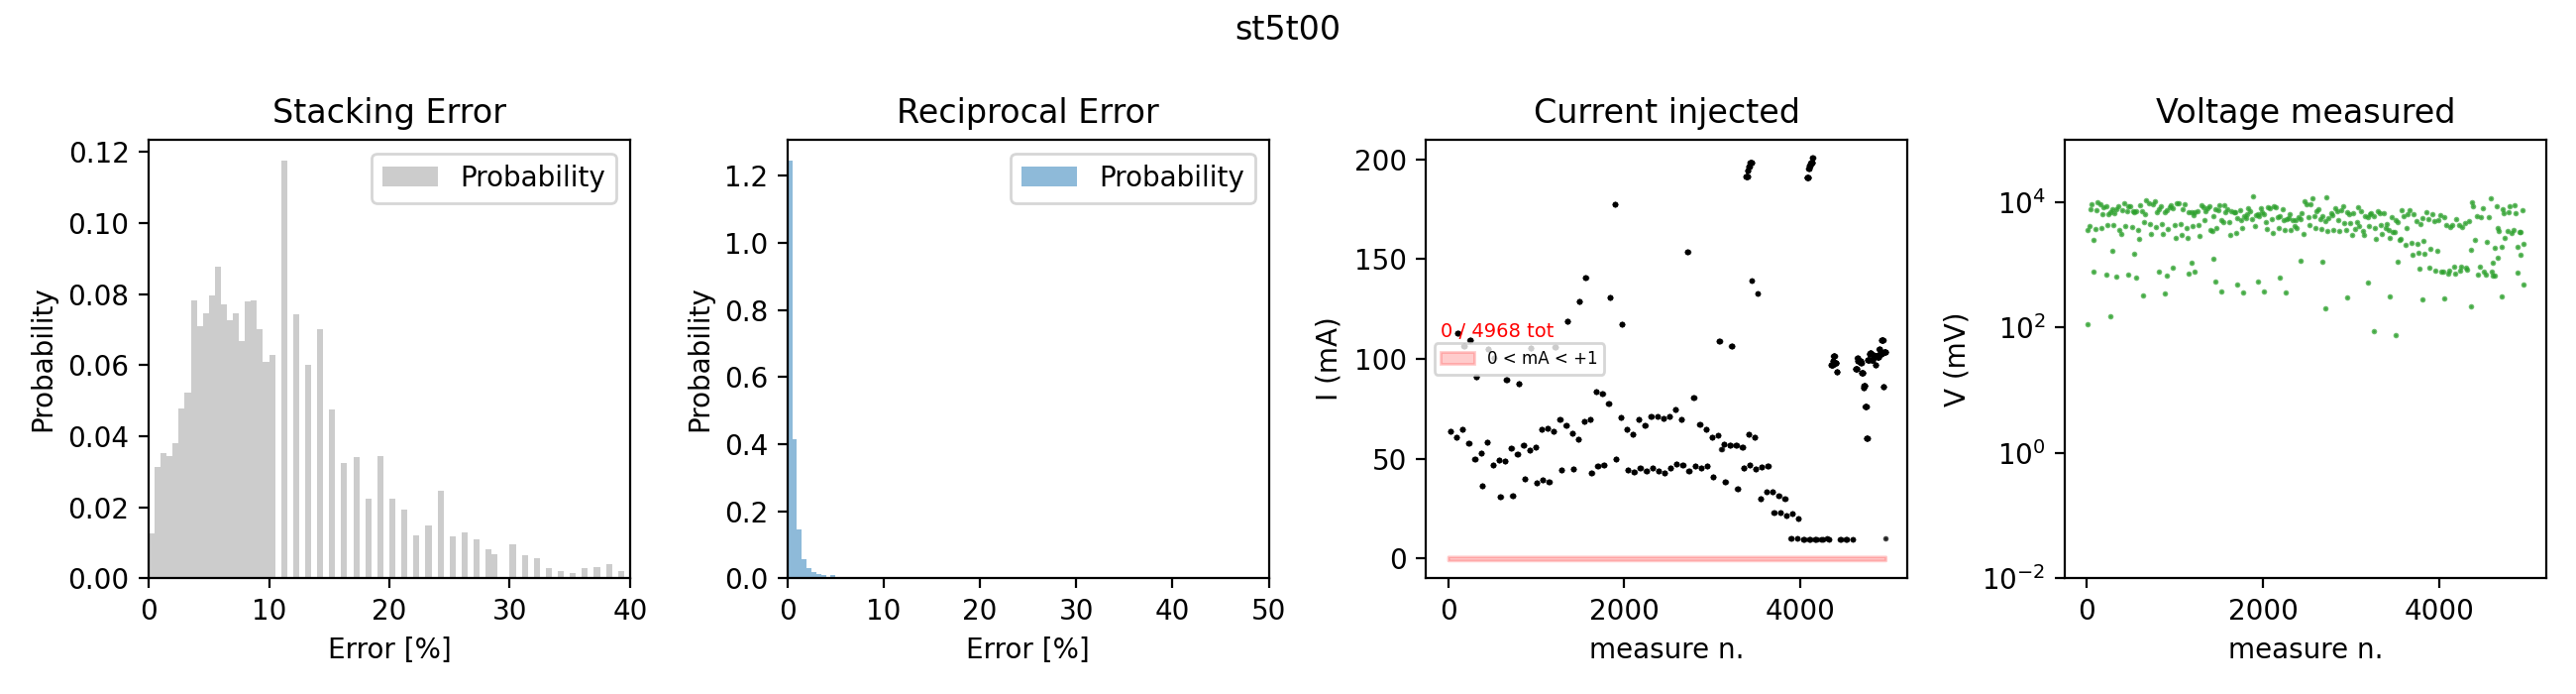 st5t00
Stacking Error
Probability
0.12
0.10
0.08
0.06
0.04
0.02
0.00
Probability
0 10 20 30 40
Error [%]
Reciprocal Error
Probability
1.2
1.0
0.8
0.6
0.4
0.2
0.0
Probability
0 10 20 30 40 50
Error [%]
Current injected
I (mA)
200
150
100
50
0
0 / 4968 tot
0 < mA < +1
0 2000 4000
measure n.
Voltage measured
V (mV)
10⁴
10²
10⁰
10⁻²
0 2000 4000
measure n.